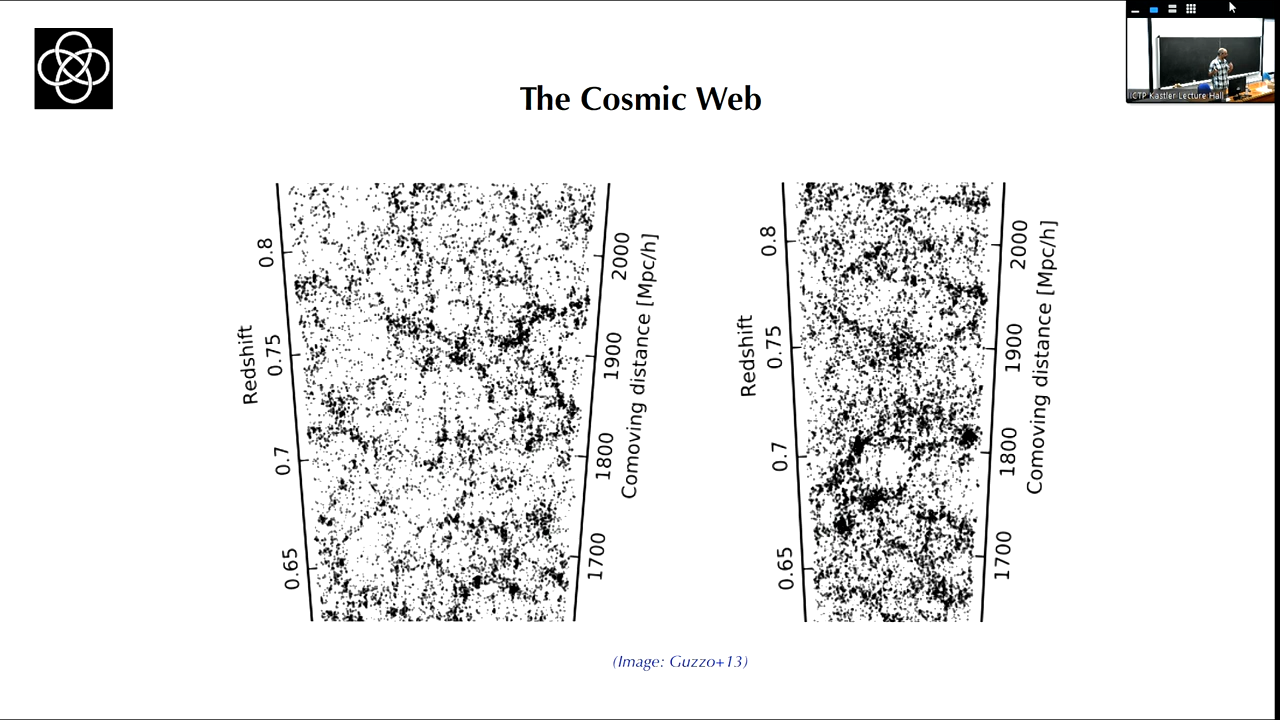 ICTP Kastler Lecture Hall
The Cosmic Web
Redshift
0.8
0.75
0.7
0.65
2000
1900
1800
1700
Comoving distance [Mpc/h]
Redshift
0.8
0.75
0.7
0.65
2000
1900
1800
1700
Comoving distance [Mpc/h]
(Image: Guzzo+13)